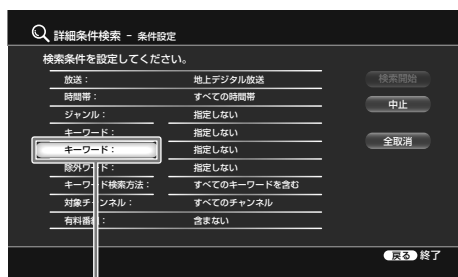 詳細条件検索 - 条件設定
検索条件を設定してください。
放送： 地上デジタル放送
時間帯： すべての時間帯
ジャンル： 指定しない
キーワード： 指定しない
キーワード： 指定しない
除外ワード： 指定しない
キーワード検索方法： すべてのキーワードを含む
対象チャンネル： すべてのチャンネル
有料番組： 含まない
検索開始
中止
全取消
戻る 終了